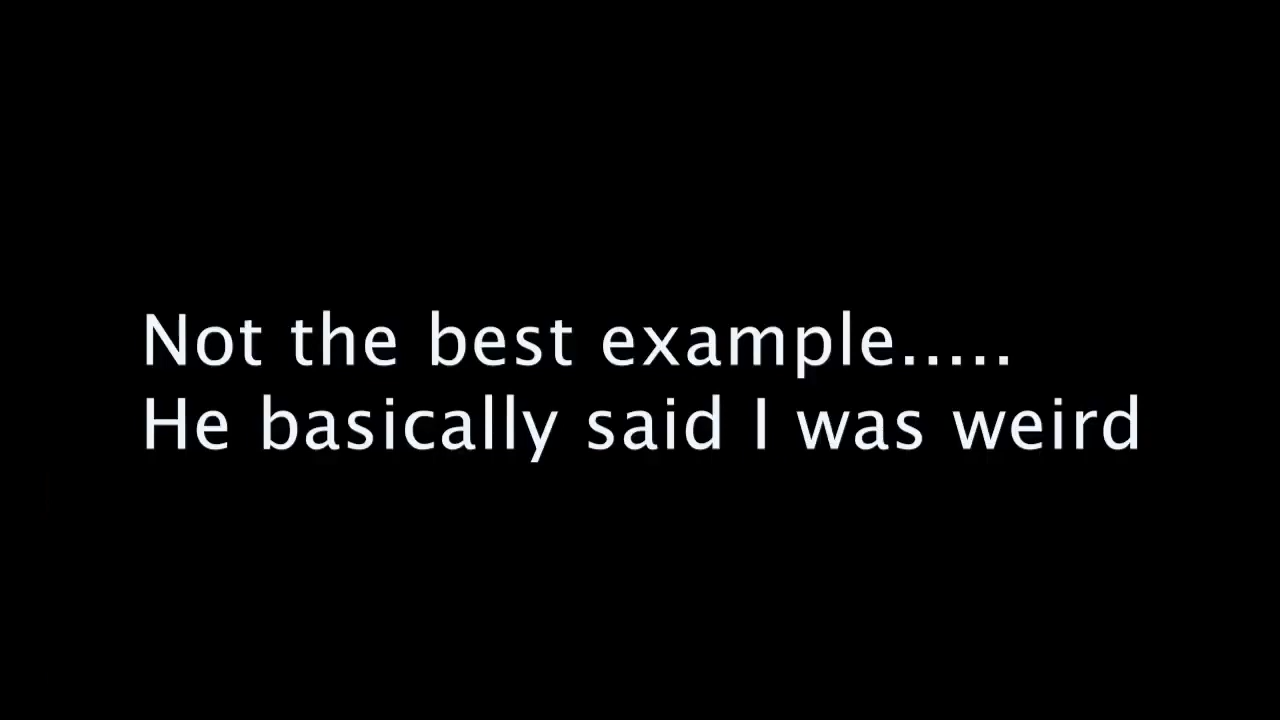 Not the best example.....
He basically said I was weird